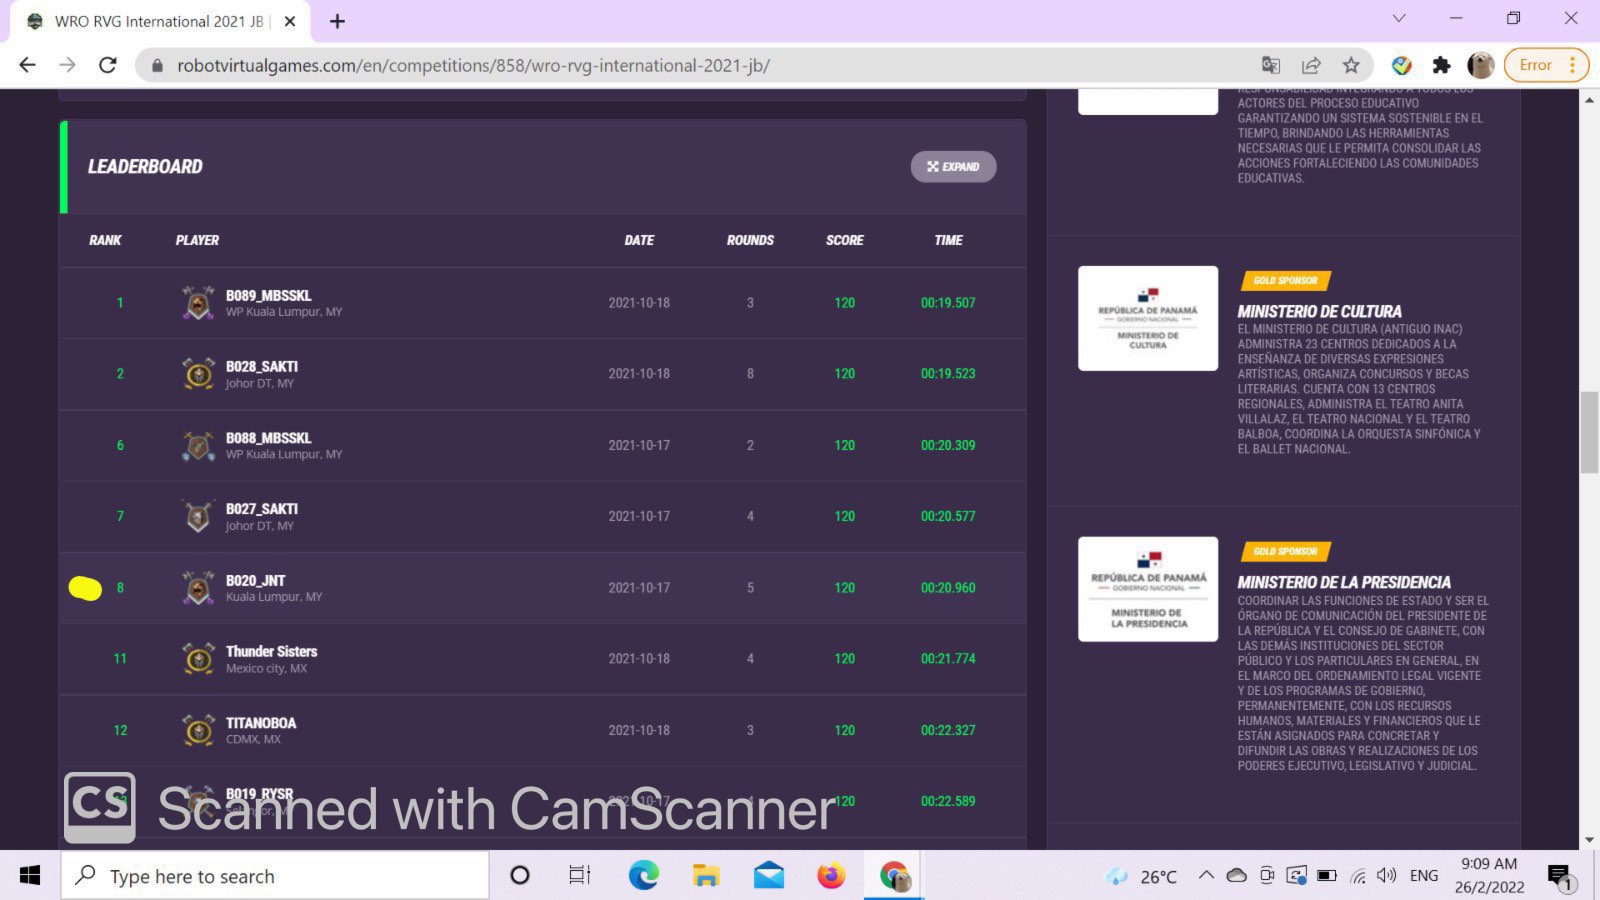 WRO RVG International 2021 JB
robotvirtualgames.com/en/competitions/858/wro-rvg-international-2021-jb/
Error
LEADERBOARD
EXPAND
RANK PLAYER DATE ROUNDS SCORE TIME
1 B089_MBSSKL 2021-10-18 3 120 00:19.507
WP Kuala Lumpur, MY
2 B028_SAKTI 2021-10-18 8 120 00:19.523
Johor DT, MY
6 B088_MBSSKL 2021-10-17 2 120 00:20.309
WP Kuala Lumpur, MY
7 B027_SAKTI 2021-10-17 4 120 00:20.577
Johor DT, MY
8 B020_JNT 2021-10-17 5 120 00:20.960
Kuala Lumpur, MY
11 Thunder Sisters 2021-10-18 4 120 00:21.774
Mexico city, MX
12 TITANOBOA 2021-10-18 3 120 00:22.327
CDMX, MX
B019_RYSR 2021-10-17 4 120 00:22.589
CS Scanned with CamScanner
ACTORES DEL PROCESO EDUCATIVO
GARANTIZANDO UN SISTEMA SOSTENIBLE EN EL
TIEMPO, BRINDANDO LAS HERRAMIENTAS
NECESARIAS QUE LE PERMITA CONSOLIDAR LAS
ACCIONES FORTALECIENDO LAS COMUNIDADES
EDUCATIVAS.
REPÚBLICA DE PANAMÁ
GOBIERNO NACIONAL
MINISTERIO DE
CULTURA
GOLD SPONSOR
MINISTERIO DE CULTURA
EL MINISTERIO DE CULTURA (ANTIGUO INAC)
ADMINISTRA 23 CENTROS DEDICADOS A LA
ENSEÑANZA DE DIVERSAS EXPRESIONES
ARTÍSTICAS, ORGANIZA CONCURSOS Y BECAS
LITERARIAS. CUENTA CON 13 CENTROS
REGIONALES, ADMINISTRA EL TEATRO ANITA
VILLALAZ, EL TEATRO NACIONAL Y EL TEATRO
BALBOA, COORDINA LA ORQUESTA SINFÓNICA Y
EL BALLET NACIONAL.
REPÚBLICA DE PANAMÁ
GOBIERNO NACIONAL
MINISTERIO DE
LA PRESIDENCIA
GOLD SPONSOR
MINISTERIO DE LA PRESIDENCIA
COORDINAR LAS FUNCIONES DE ESTADO Y SER EL
ÓRGANO DE COMUNICACIÓN DEL PRESIDENTE DE
LA REPÚBLICA Y EL CONSEJO DE GABINETE, CON
LAS DEMÁS INSTITUCIONES DEL SECTOR
PÚBLICO Y LOS PARTICULARES EN GENERAL, EN
EL MARCO DEL ORDENAMIENTO LEGAL VIGENTE
Y DE LOS PROGRAMAS DE GOBIERNO,
PERMANENTEMENTE, CON LOS RECURSOS
HUMANOS, MATERIALES Y FINANCIEROS QUE LE
ESTÁN ASIGNADOS PARA CONCRETAR Y
DIFUNDIR LAS OBRAS Y REALIZACIONES DE LOS
PODERES EJECUTIVO, LEGISLATIVO Y JUDICIAL.
Type here to search
26°C
ENG
9:09 AM
26/2/2022
1